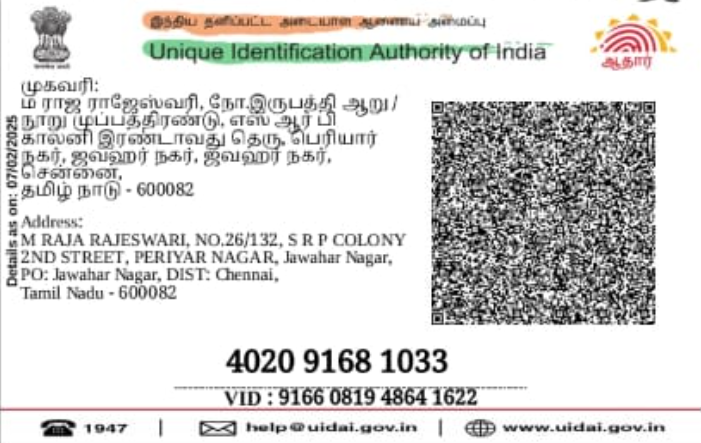 இந்திய தனிப்பட்ட அடையாள ஆணைய அமைப்பு
Unique Identification Authority of India
ஆதார்
முகவரி:
ம ராஜ ராஜேஸ்வரி, நோ.இருபத்தி ஆறு /
நூறு முப்பத்திரண்டு, எஸ் ஆர் பி
காலனி இரண்டாவது தெரு, பெரியார்
நகர், ஜவஹர் நகர், ஜவஹர் நகர்,
சென்னை,
தமிழ் நாடு - 600082
Details as on: 07/02/2025
Address:
M RAJA RAJESWARI, NO.26/132, S R P COLONY
2ND STREET, PERIYAR NAGAR, Jawahar Nagar,
PO: Jawahar Nagar, DIST: Chennai,
Tamil Nadu - 600082
4020 9168 1033
VID : 9166 0819 4864 1622
1947 | help@uidai.gov.in | www.uidai.gov.in